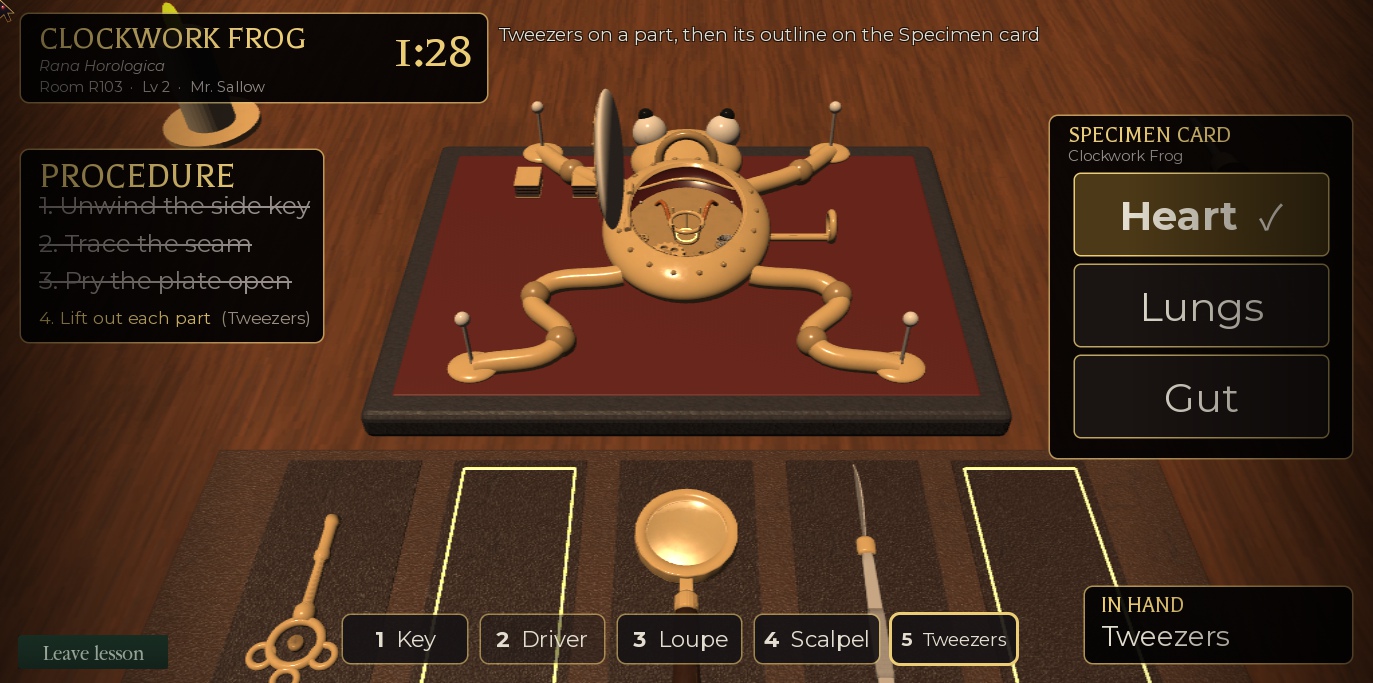 CLOCKWORK FROG
1:28
Rana Horologica
Room R103 · Lv 2 · Mr. Sallow
Tweezers on a part, then its outline on the Specimen card
PROCEDURE
1. Unwind the side key
2. Trace the seam
3. Pry the plate open
4. Lift out each part (Tweezers)
SPECIMEN CARD
Clockwork Frog
Heart ✓
Lungs
Gut
IN HAND
Tweezers
1 Key
2 Driver
3 Loupe
4 Scalpel
5 Tweezers
Leave lesson